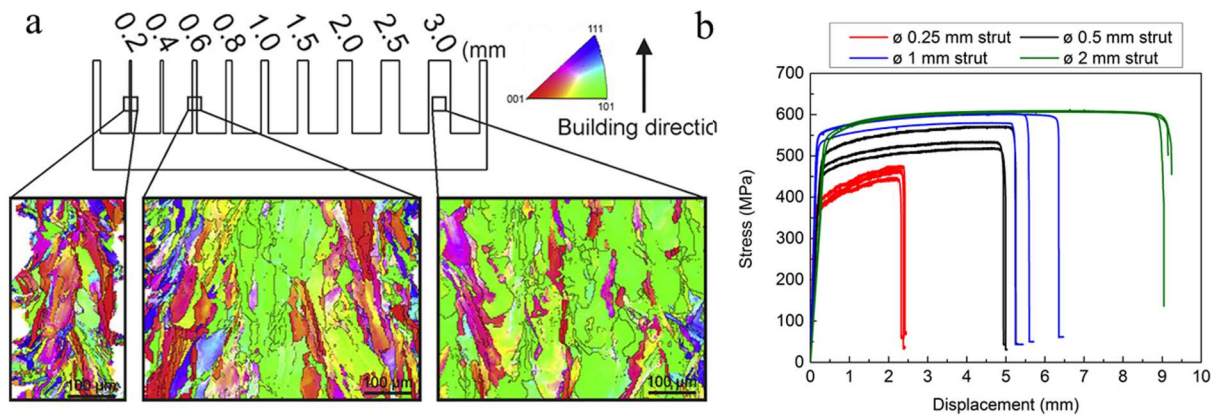 a
0.2 0.4 0.6 0.8 1.0 1.5 2.0 2.5 3.0 (mm
111
001
101
Building directio
100 µm
100 µm
100 µm
b
ø 0.25 mm strut
ø 0.5 mm strut
ø 1 mm strut
ø 2 mm strut
700
600
500
400
300
200
100
0
Stress (MPa)
0 1 2 3 4 5 6 7 8 9 10
Displacement (mm)